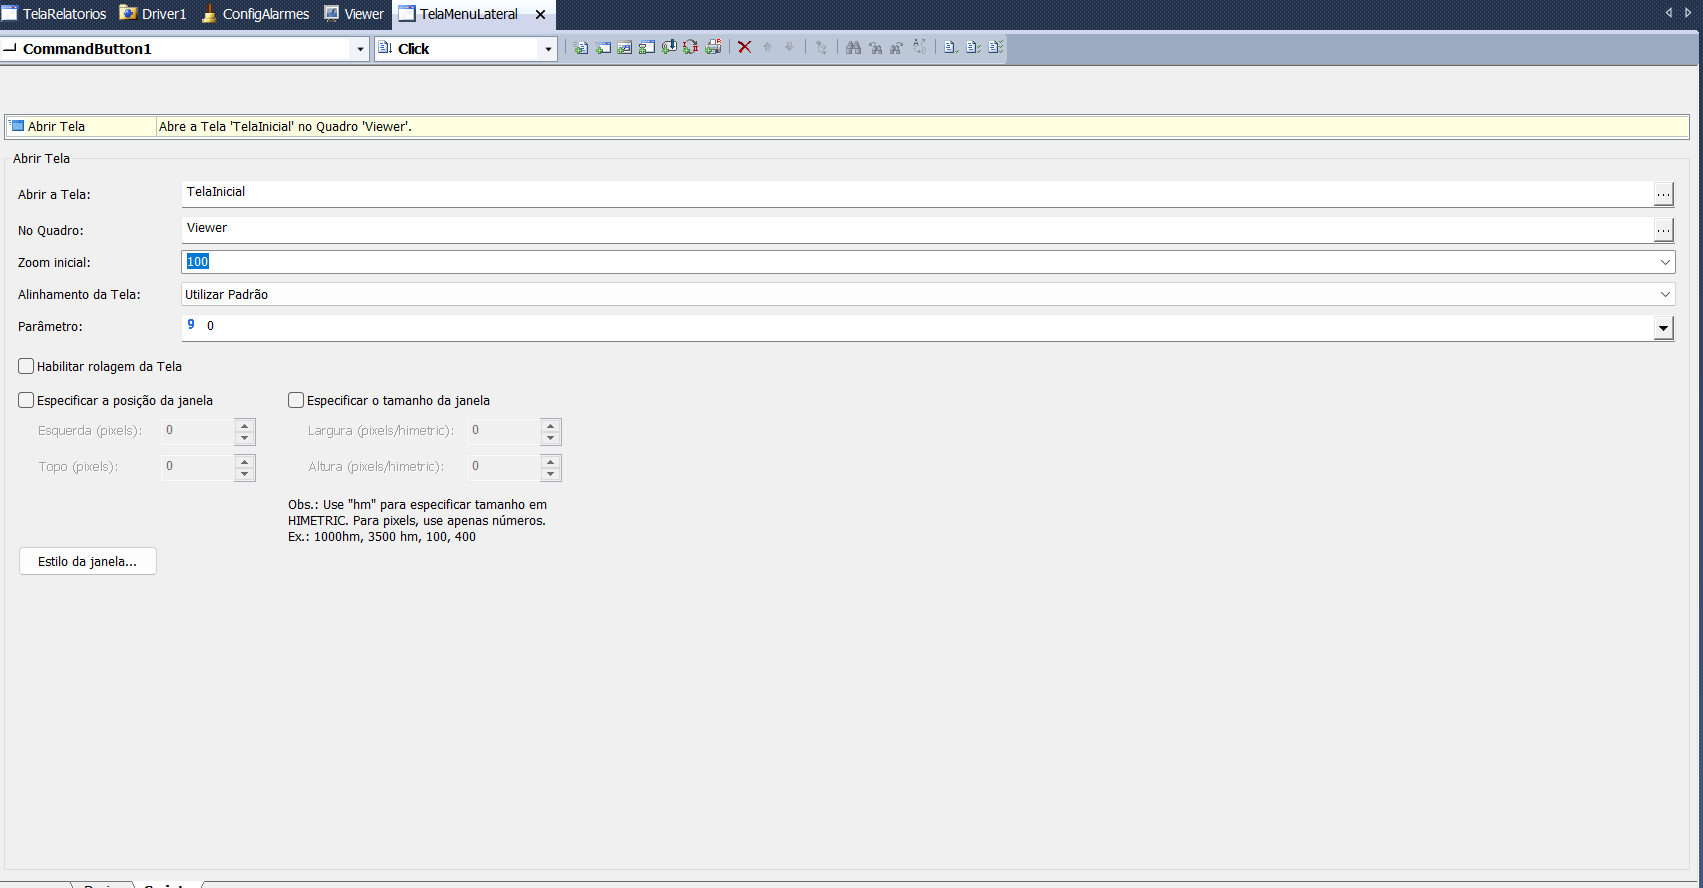 TelaRelatorios Driver1 ConfigAlarmes Viewer TelaMenuLateral
CommandButton1 Click
Abrir Tela Abre a Tela 'TelaInicial' no Quadro 'Viewer'.
Abrir Tela
Abrir a Tela: TelaInicial ...
No Quadro: Viewer ...
Zoom inicial: 100
Alinhamento da Tela: Utilizar Padrão
Parâmetro: 9 0
Habilitar rolagem da Tela
Especificar a posição da janela Especificar o tamanho da janela
Esquerda (pixels): 0 Largura (pixels/himetric): 0
Topo (pixels): 0 Altura (pixels/himetric): 0
Obs.: Use "hm" para especificar tamanho em
HIMETRIC. Para pixels, use apenas números.
Ex.: 1000hm, 3500 hm, 100, 400
Estilo da janela...